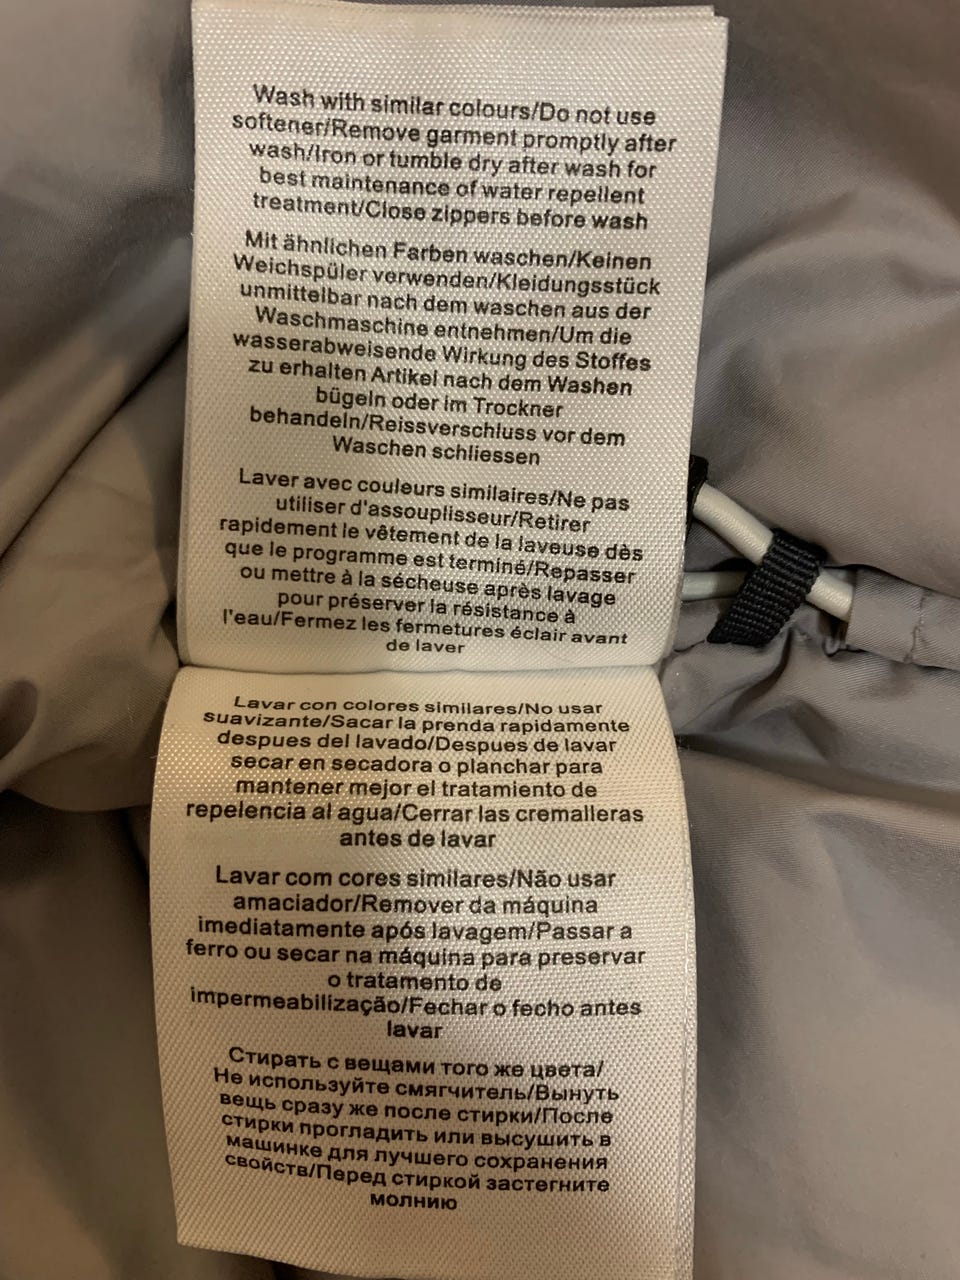 Wash with similar colours/Do not use
softener/Remove garment promptly after
wash/Iron or tumble dry after wash for
best maintenance of water repellent
treatment/Close zippers before wash
Mit ähnlichen Farben waschen/Keinen
Weichspüler verwenden/Kleidungsstück
unmittelbar nach dem waschen aus der
Waschmaschine entnehmen/Um die
wasserabweisende Wirkung des Stoffes
zu erhalten Artikel nach dem Washen
bügeln oder im Trockner
behandeln/Reissverschluss vor dem
Waschen schliessen
Laver avec couleurs similaires/Ne pas
utiliser d'assouplisseur/Retirer
rapidement le vêtement de la laveuse dès
que le programme est terminé/Repasser
ou mettre à la sécheuse après lavage
pour préserver la résistance à
l'eau/Fermez les fermetures éclair avant
de laver
Lavar con colores similares/No usar
suavizante/Sacar la prenda rapidamente
despues del lavado/Despues de lavar
secar en secadora o planchar para
mantener mejor el tratamiento de
repelencia al agua/Cerrar las cremalleras
antes de lavar
Lavar com cores similares/Não usar
amaciador/Remover da máquina
imediatamente após lavagem/Passar a
ferro ou secar na máquina para preservar
o tratamento de
impermeabilização/Fechar o fecho antes
lavar
Стирать с вещами того же цвета/
Не используйте смягчитель/Вынуть
вещь сразу же после стирки/После
стирки прогладить или высушить в
машинке для лучшего сохранения
свойств/Перед стиркой застегните
молнию